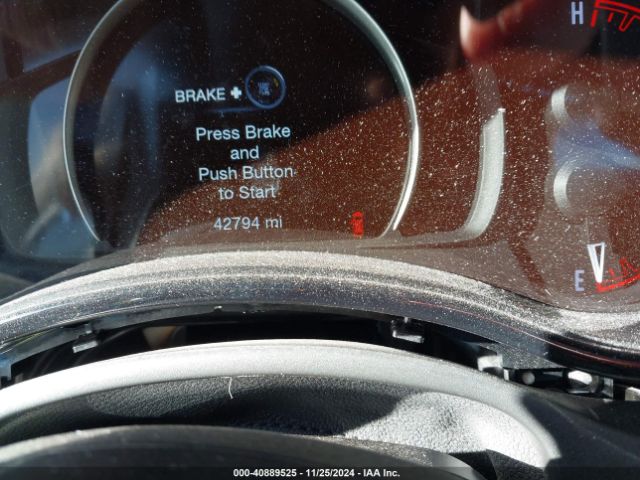 H
BRAKE +
Press Brake
and
Push Button
to Start
42794 mi
E
000-40889525 - 11/25/2024 - IAA Inc.